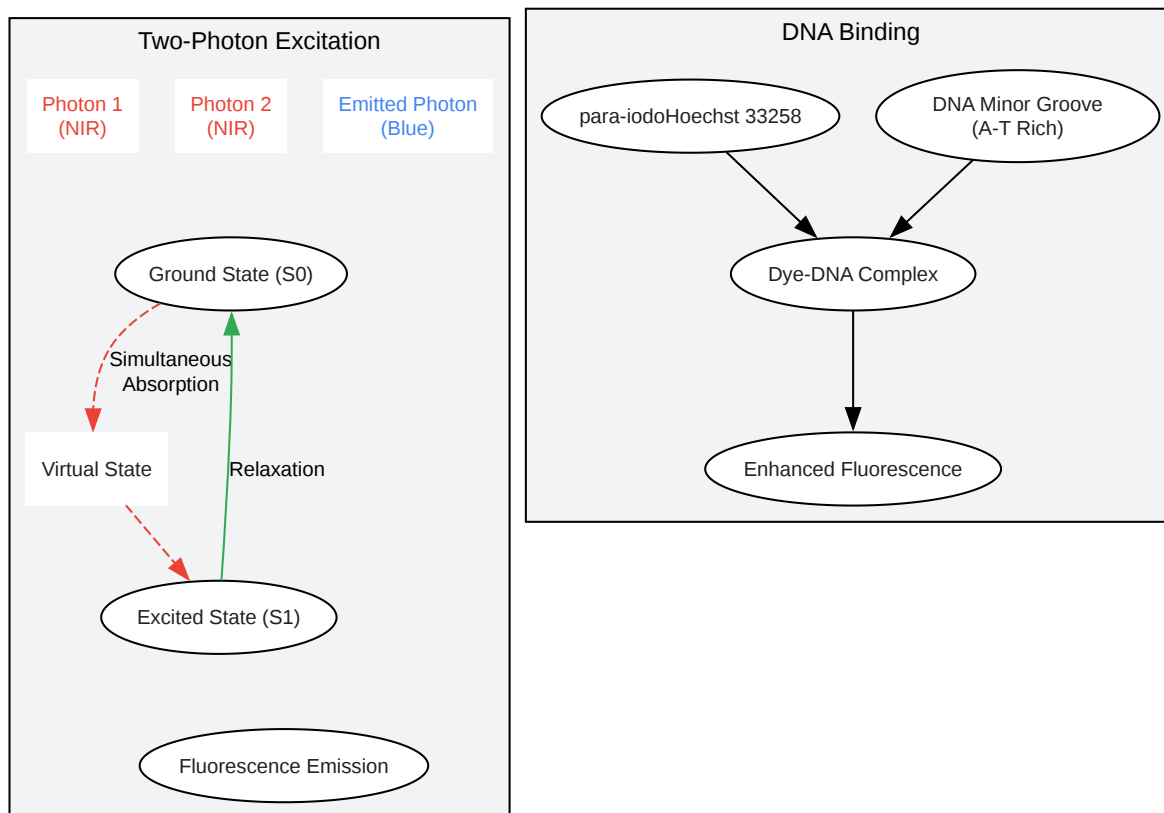 Two-Photon Excitation
Photon 1
(NIR)
Photon 2
(NIR)
Emitted Photon
(Blue)
Ground State (S0)
Simultaneous
Absorption
Virtual State
Relaxation
Excited State (S1)
Fluorescence Emission
DNA Binding
para-iodoHoechst 33258
DNA Minor Groove
(A-T Rich)
Dye-DNA Complex
Enhanced Fluorescence